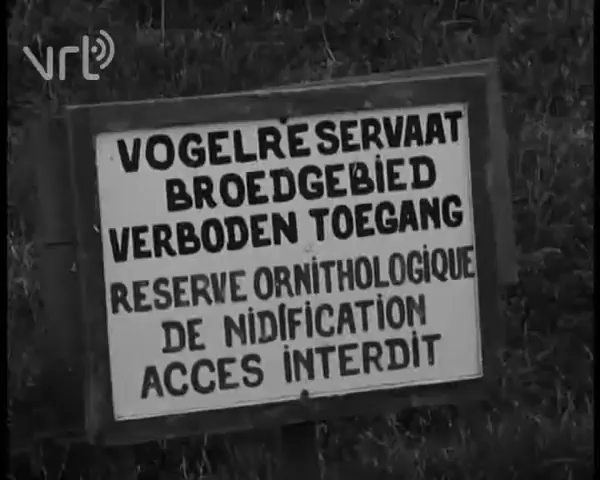 vrt
VOGELRESERVAAT
BROEDGEBiED
VERBODEN TOEGANG
RESERVE ORNiTHOLOGiQUE
DE NiDiFiCATiON
ACCES iNTERDiT